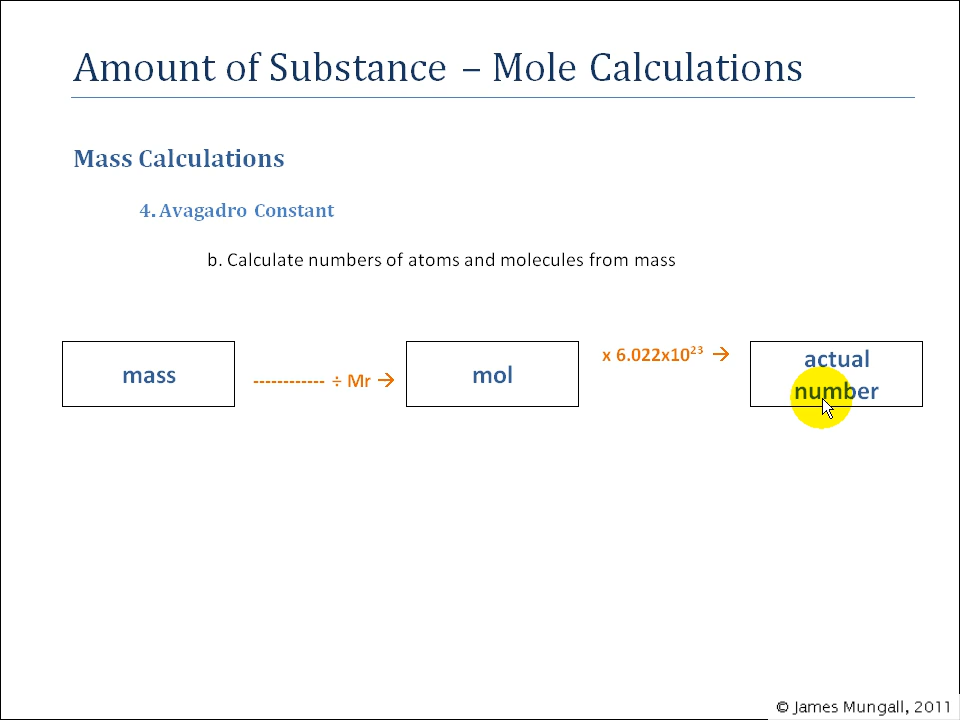 Amount of Substance – Mole Calculations
Mass Calculations
4. Avagadro Constant
b. Calculate numbers of atoms and molecules from mass
mass
------------ ÷ Mr →
mol
x 6.022x10²³ →
actual
number
© James Mungall, 2011